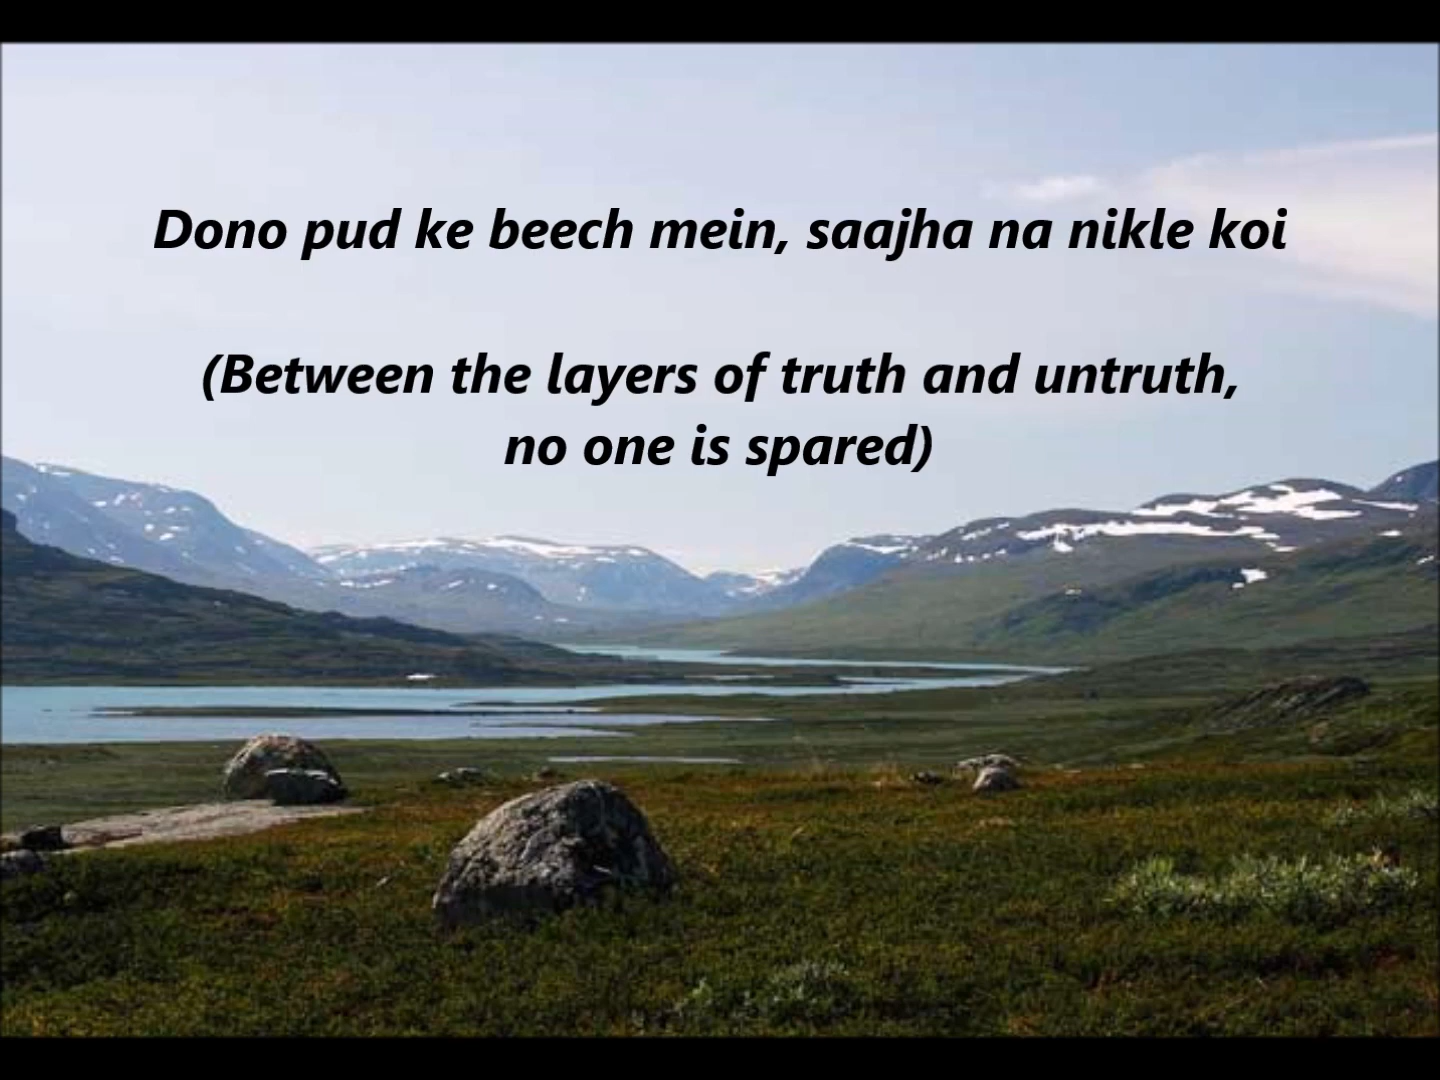 Dono pud ke beech mein, saajha na nikle koi
(Between the layers of truth and untruth,
no one is spared)